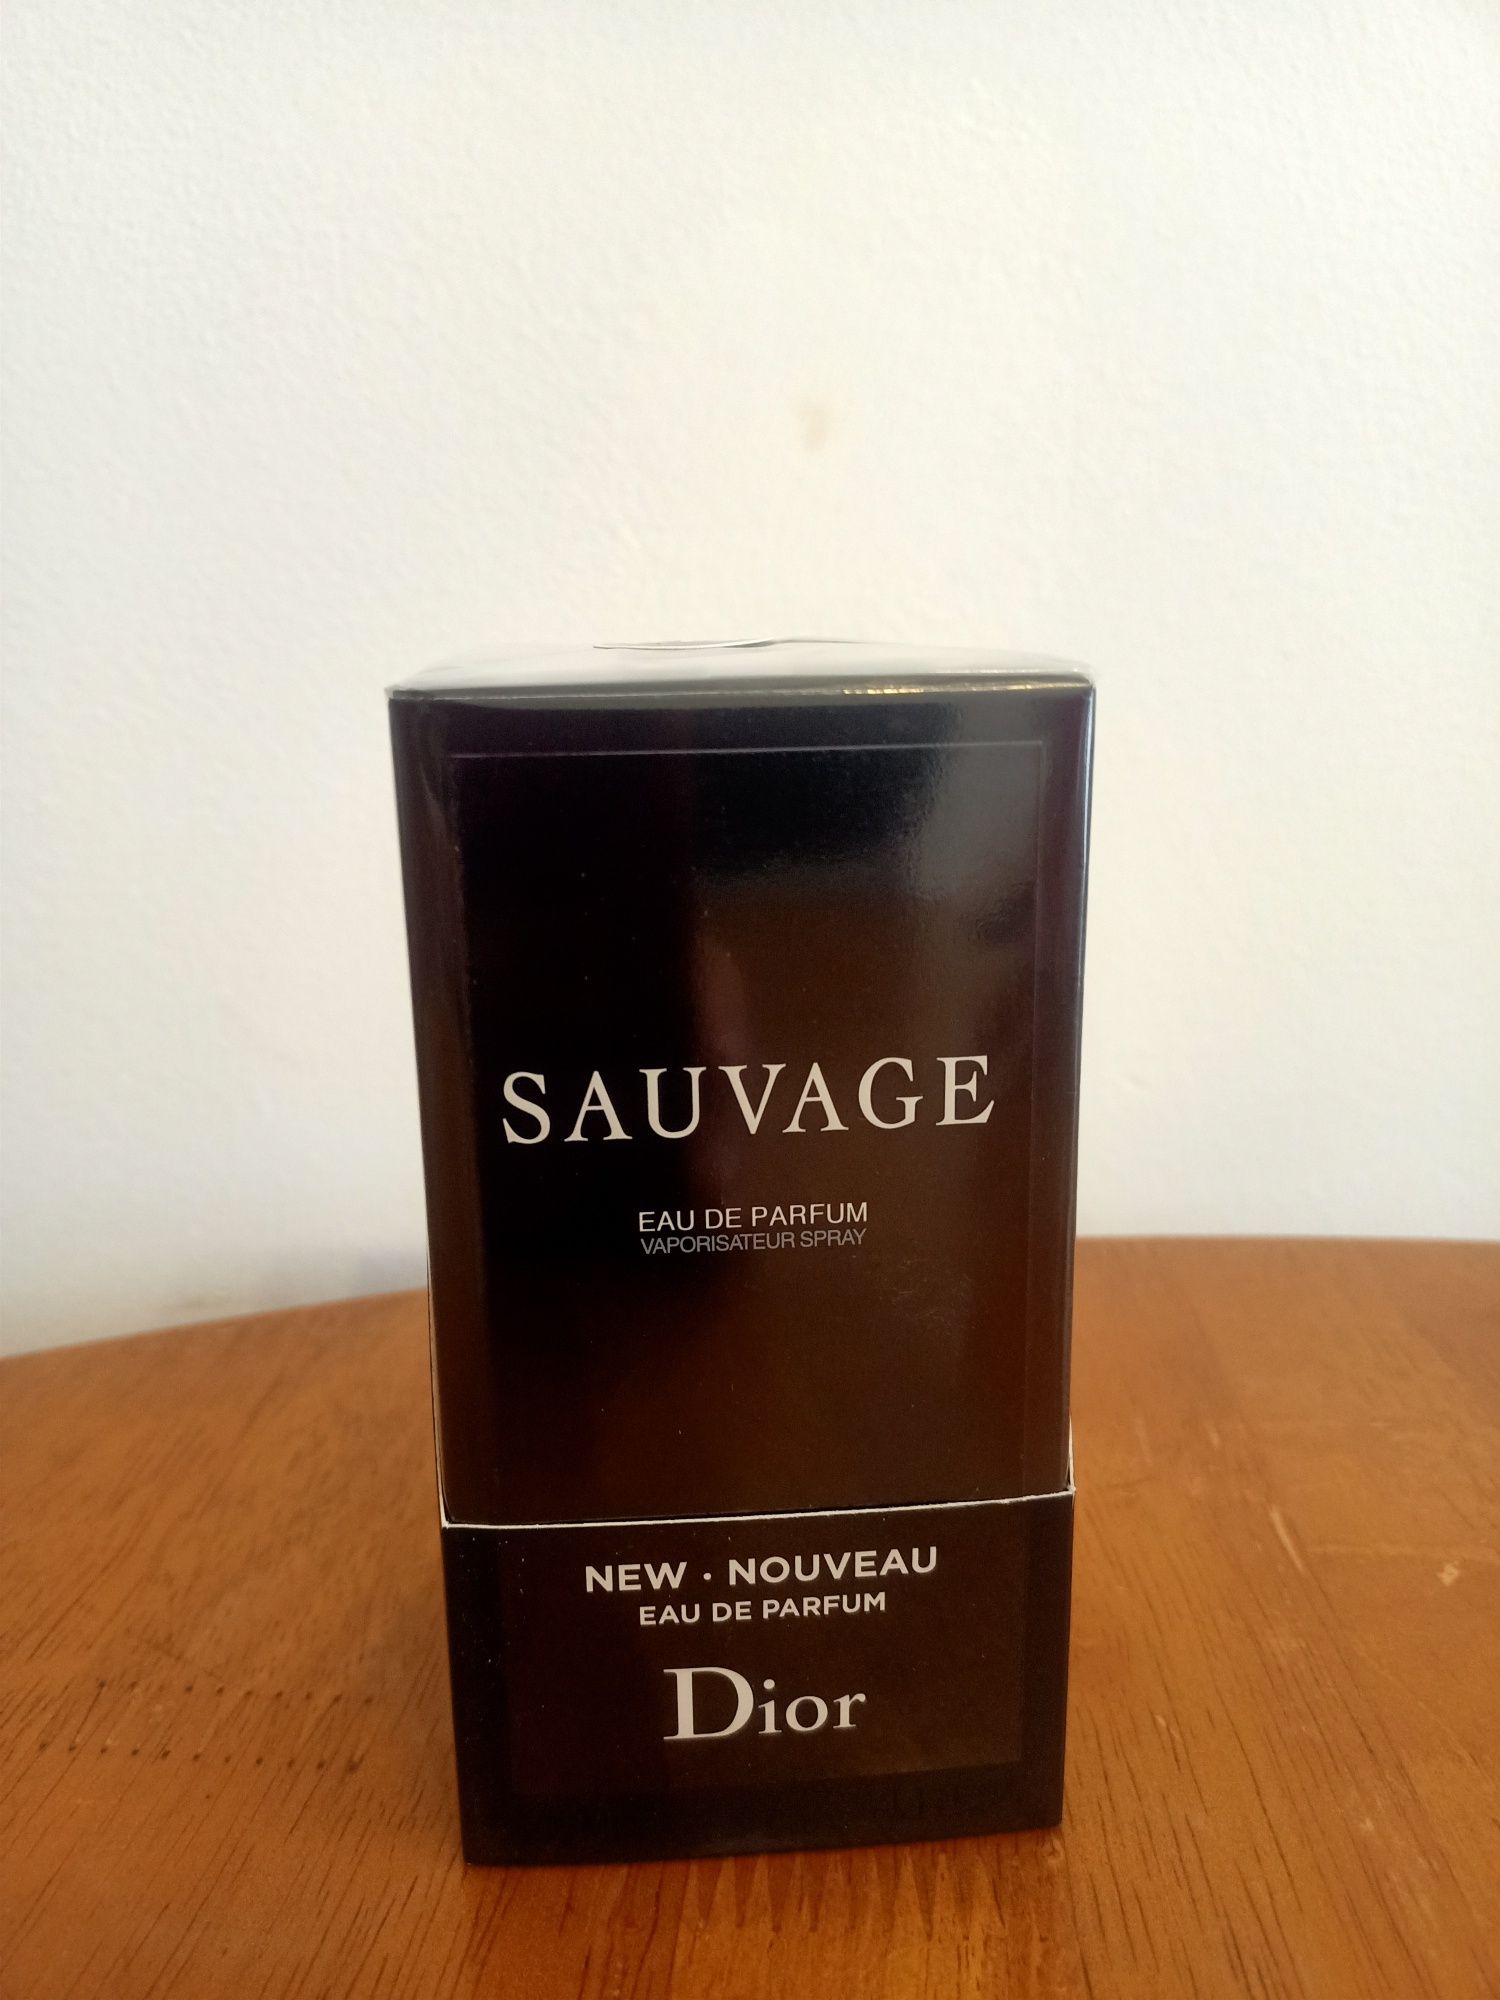 SAUVAGE
EAU DE PARFUM
VAPORISATEUR SPRAY
NEW · NOUVEAU
EAU DE PARFUM
Dior